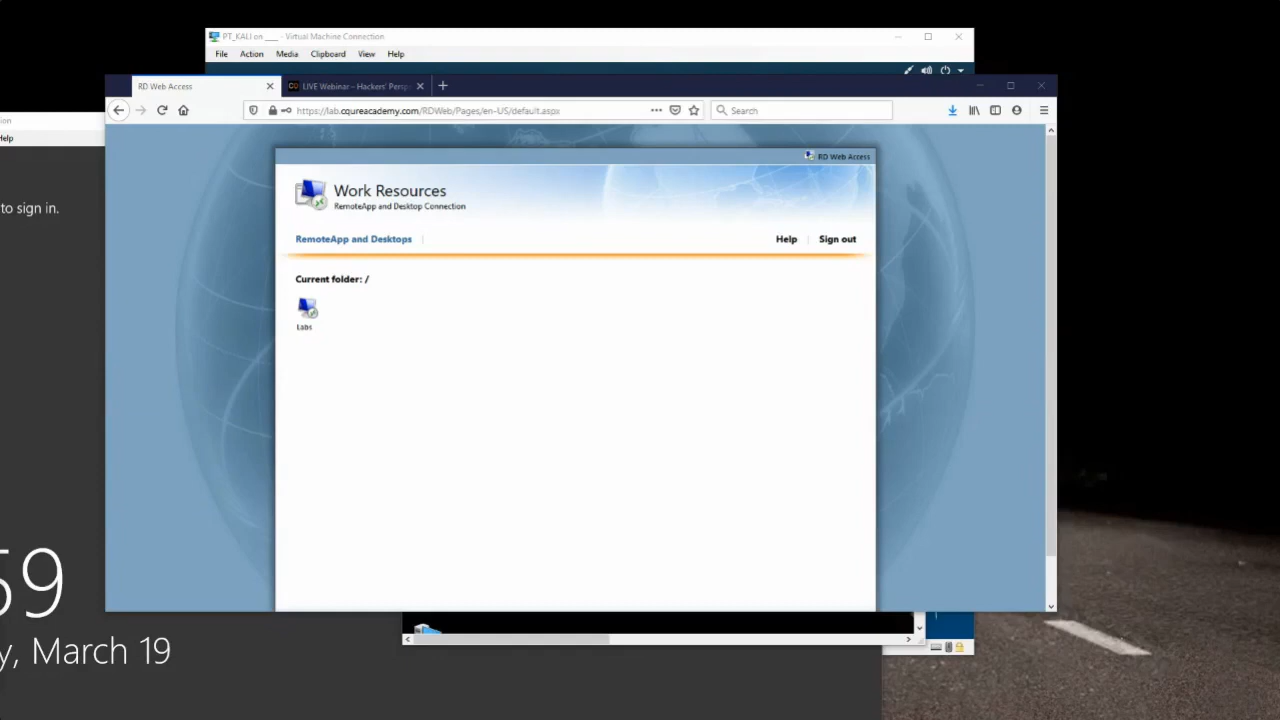 PT_KALI on ___ - Virtual Machine Connection
File Action Media Clipboard View Help
RD Web Access
LIVE Webinar – Hackers' Persp
https://lab.cqureacademy.com/RDWeb/Pages/en-US/default.aspx
Search
ion
Help
to sign in.
59
y, March 19
RD Web Access
Work Resources
RemoteApp and Desktop Connection
RemoteApp and Desktops
Help
Sign out
Current folder: /
Labs